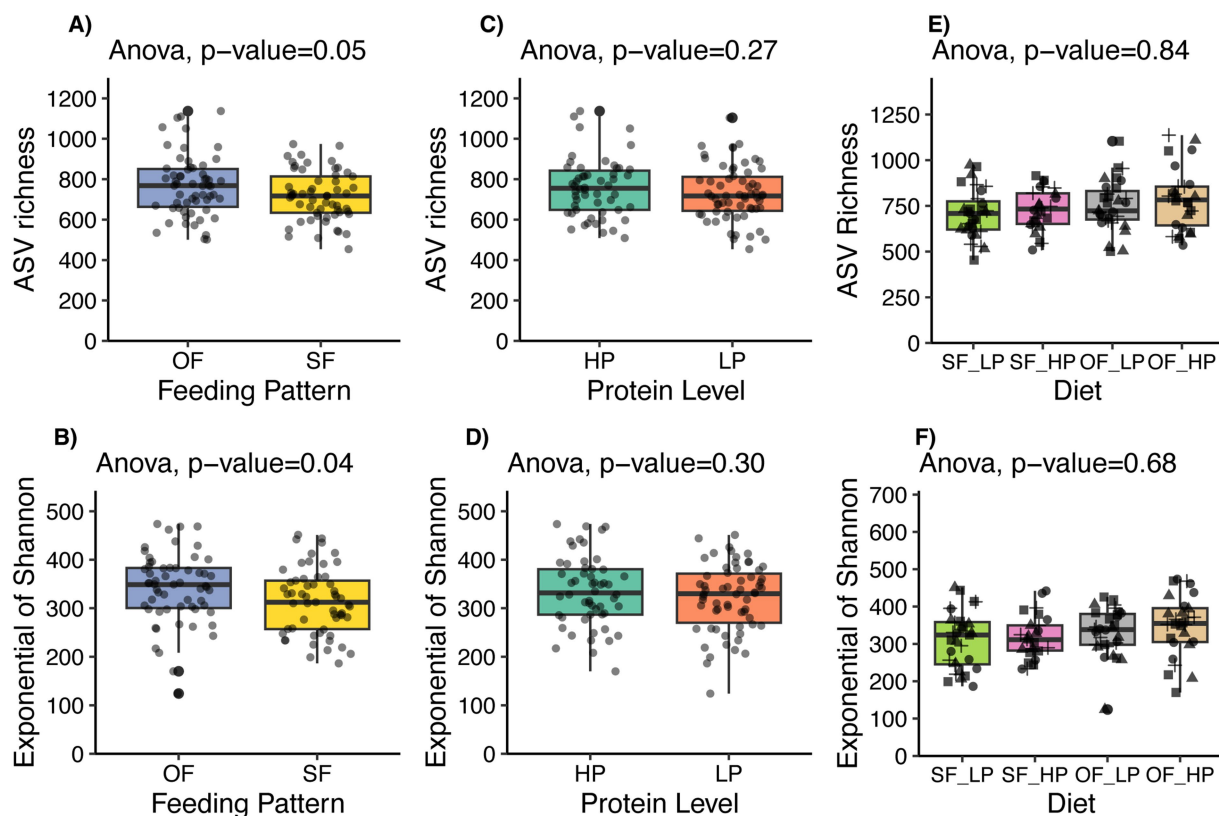 A)
Anova, p-value=0.05
ASV richness
1200
1000
800
600
400
200
0
OF SF
Feeding Pattern
C)
Anova, p-value=0.27
ASV richness
1200
1000
800
600
400
200
0
HP LP
Protein Level
E)
Anova, p-value=0.84
ASV Richness
1250
1000
750
500
250
0
SF_LP SF_HP OF_LP OF_HP
Diet
B)
Anova, p-value=0.04
Exponential of Shannon
500
400
300
200
100
0
OF SF
Feeding Pattern
D)
Anova, p-value=0.30
Exponential of Shannon
500
400
300
200
100
0
HP LP
Protein Level
F)
Anova, p-value=0.68
Exponential of Shannon
700
600
500
400
300
200
100
0
SF_LP SF_HP OF_LP OF_HP
Diet